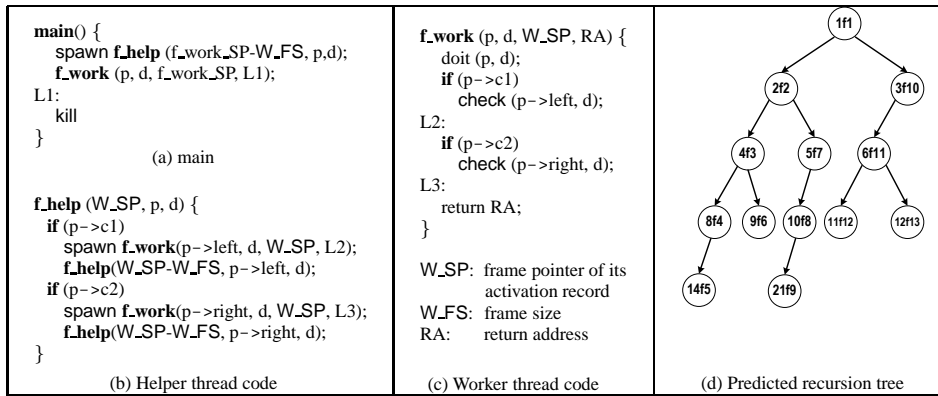 main() {
spawn f_help (f_work_SP-W_FS, p,d);
f_work (p, d, f_work_SP, L1);
L1:
kill
}
(a) main
f_help (W_SP, p, d) {
if (p->c1)
spawn f_work(p->left, d, W_SP, L2);
f_help(W_SP-W_FS, p->left, d);
if (p->c2)
spawn f_work(p->right, d, W_SP, L3);
f_help(W_SP-W_FS, p->right, d);
}
(b) Helper thread code
f_work (p, d, W_SP, RA) {
doit (p, d);
if (p->c1)
check (p->left, d);
L2:
if (p->c2)
check (p->right, d);
L3:
return RA;
}
W_SP: frame pointer of its
activation record
W_FS: frame size
RA: return address
(c) Worker thread code
1f1
2f2 3f10
4f3 5f7 6f11
8f4 9f6 10f8 11f12 12f13
14f5 21f9
(d) Predicted recursion tree